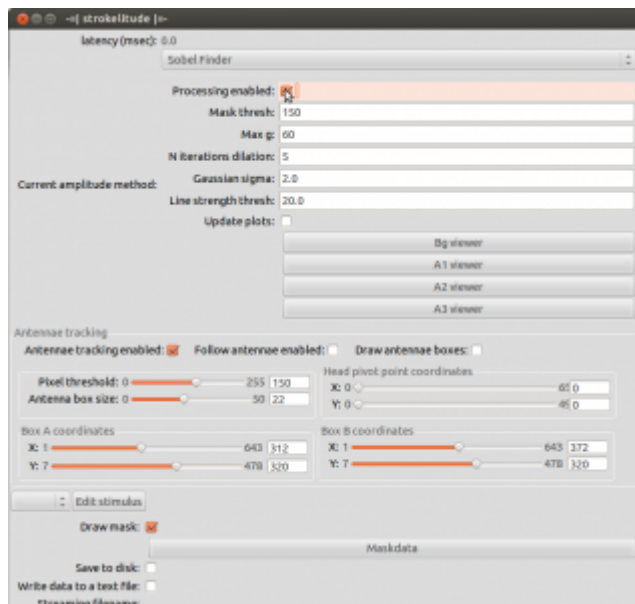 strokelitude
latency (msec): 0.0
Sobel Finder
Processing enabled:
Mask thresh: 150
Max g: 60
N iterations dilation: 5
Current amplitude method:
Gaussian sigma: 2.0
Line strength thresh: 20.0
Update plots:
Bg viewer
A1 viewer
A2 viewer
A3 viewer
Antennae tracking
Antennae tracking enabled: Follow antennae enabled: Draw antennae boxes:
Head pivot point coordinates
Pixel threshold: 0 255 150
X: 0 0
Antenna box size: 0 50 22
Y: 0 0
Box A coordinates
Box B coordinates
X: 1 643 312
X: 1 643 372
Y: 7 478 320
Y: 7 478 320
Edit stimulus
Draw mask:
Maskdata
Save to disk:
Write data to a text file:
Streaming filename: